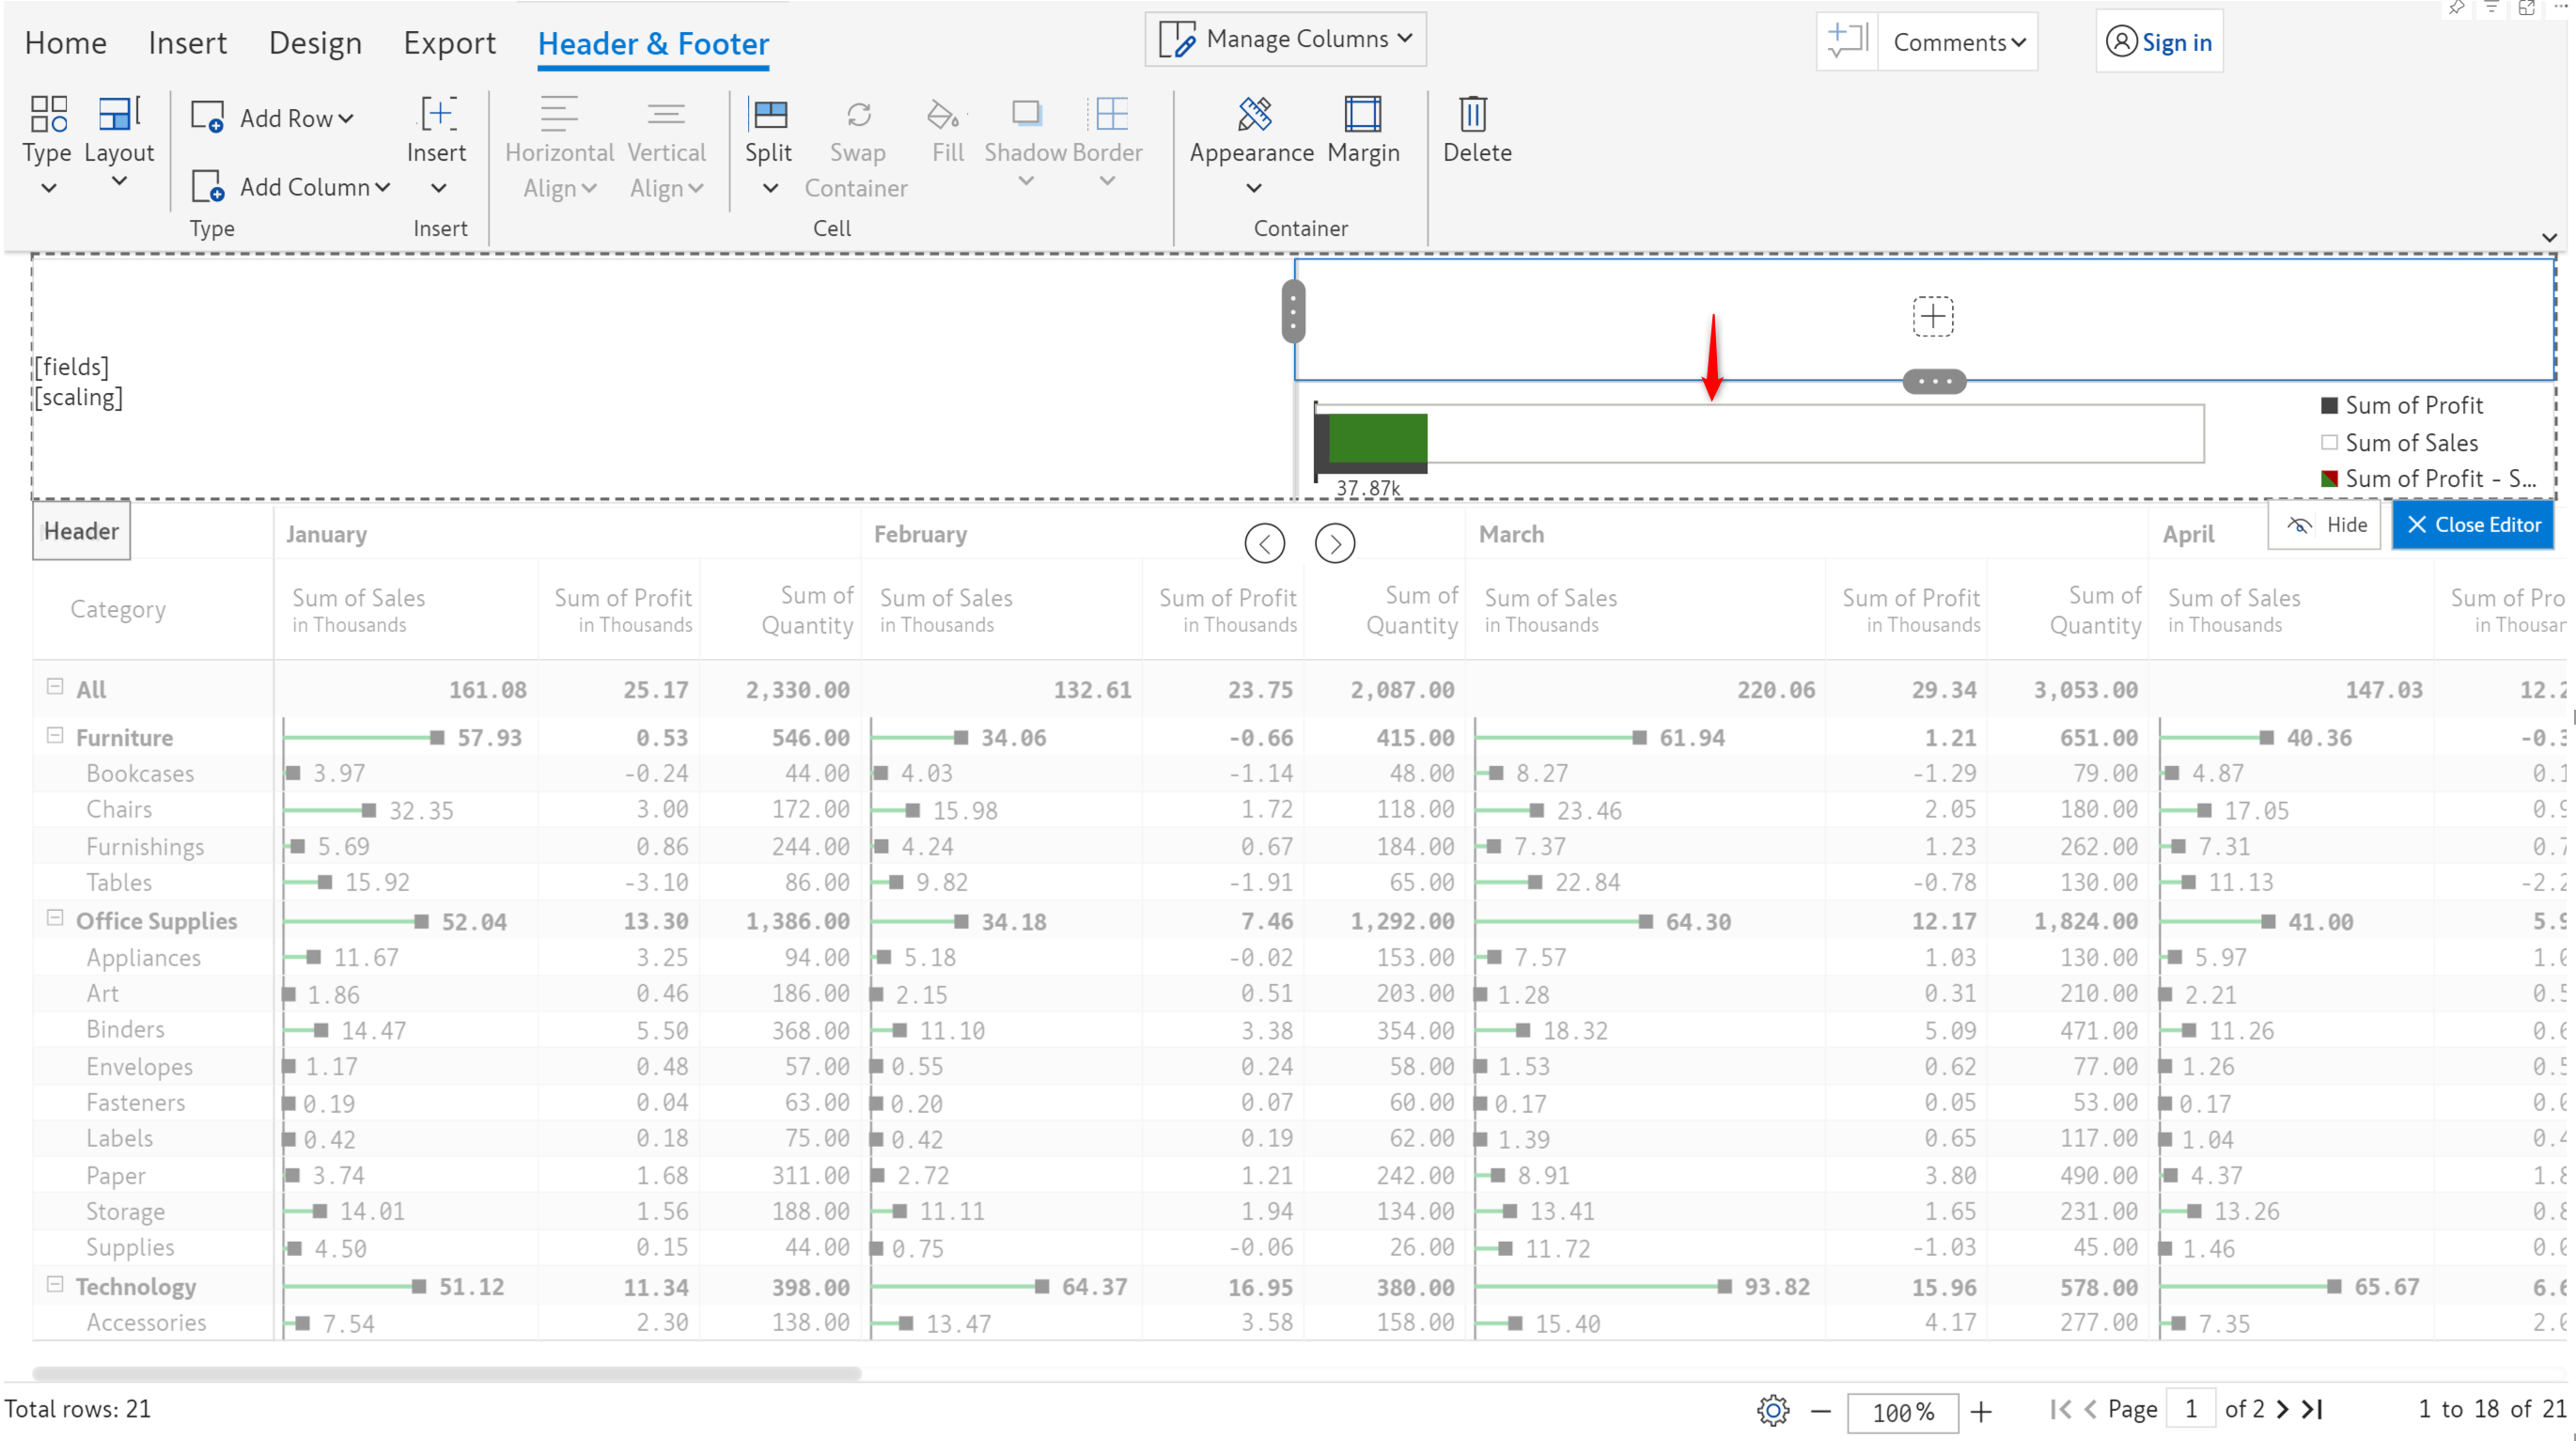 Home Insert Design Export Header & Footer Manage Columns Comments Sign in
Type Layout Add Row Add Column Insert Horizontal Align Vertical Align Split Swap Container Fill Shadow Border Appearance Margin Delete
Type Insert Cell Container
[fields]
[scaling]
Sum of Profit
Sum of Sales
Sum of Profit - S...
37.87k
Header January February March April Hide Close Editor
Category Sum of Sales in Thousands Sum of Profit in Thousands Sum of Quantity Sum of Sales in Thousands Sum of Profit in Thousands Sum of Quantity Sum of Sales in Thousands Sum of Profit in Thousands Sum of Quantity Sum of Sales in Thousands Sum of Pro
All 161.08 25.17 2,330.00 132.61 23.75 2,087.00 220.06 29.34 3,053.00 147.03 12.2
Furniture 57.93 0.53 546.00 34.06 -0.66 415.00 61.94 1.21 651.00 40.36 -0.3
Bookcases 3.97 -0.24 44.00 4.03 -1.14 48.00 8.27 -1.29 79.00 4.87 0.1
Chairs 32.35 3.00 172.00 15.98 1.72 118.00 23.46 2.05 180.00 17.05 0.9
Furnishings 5.69 0.86 244.00 4.24 0.67 184.00 7.37 1.23 262.00 7.31 0.7
Tables 15.92 -3.10 86.00 9.82 -1.91 65.00 22.84 -0.78 130.00 11.13 -2.2
Office Supplies 52.04 13.30 1,386.00 34.18 7.46 1,292.00 64.30 12.17 1,824.00 41.00 5.9
Appliances 11.67 3.25 94.00 5.18 -0.02 153.00 7.57 1.03 130.00 5.97 1.0
Art 1.86 0.46 186.00 2.15 0.51 203.00 1.28 0.31 210.00 2.21 0.5
Binders 14.47 5.50 368.00 11.10 3.38 354.00 18.32 5.09 471.00 11.26 0.6
Envelopes 1.17 0.48 57.00 0.55 0.24 58.00 1.53 0.62 77.00 1.26 0.5
Fasteners 0.19 0.04 63.00 0.20 0.07 60.00 0.17 0.05 53.00 0.17 0.0
Labels 0.42 0.18 75.00 0.42 0.19 62.00 1.39 0.65 117.00 1.04 0.4
Paper 3.74 1.68 311.00 2.72 1.21 242.00 8.91 3.80 490.00 4.37 1.8
Storage 14.01 1.56 188.00 11.11 1.94 134.00 13.41 1.65 231.00 13.26 0.8
Supplies 4.50 0.15 44.00 0.75 -0.06 26.00 11.72 -1.03 45.00 1.46 0.0
Technology 51.12 11.34 398.00 64.37 16.95 380.00 93.82 15.96 578.00 65.67 6.6
Accessories 7.54 2.30 138.00 13.47 3.58 158.00 15.40 4.17 277.00 7.35 2.0
Total rows: 21 100% Page 1 of 2 1 to 18 of 21